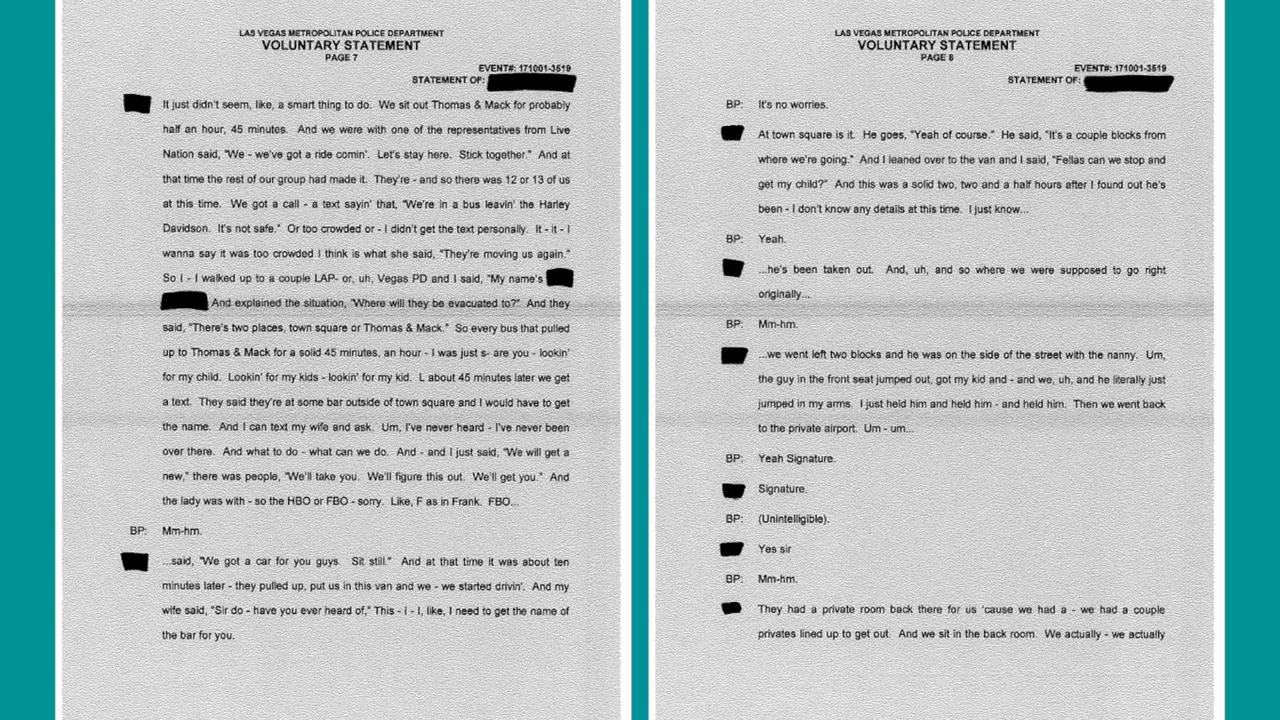 LAS VEGAS METROPOLITAN POLICE DEPARTMENT
VOLUNTARY STATEMENT
PAGE 7
EVENT#: 171001-3519
STATEMENT OF:
It just didn't seem, like, a smart thing to do. We sit out Thomas & Mack for probably
half an hour, 45 minutes. And we were with one of the representatives from Live
Nation said, "We - we've got a ride comin'. Let's stay here. Stick together." And at
that time the rest of our group had made it. They're - and so there was 12 or 13 of us
at this time. We got a call - a text sayin' that, "We're in a bus leavin' the Harley
Davidson. It's not safe." Or too crowded or - I didn't get the text personally. It - it - I
wanna say it was too crowded I think is what she said, "They're moving us again."
So I - I walked up to a couple LAP- or, uh, Vegas PD and I said, "My name's
And explained the situation, "Where will they be evacuated to?" And they
said, "There's two places, town square or Thomas & Mack." So every bus that pulled
up to Thomas & Mack for a solid 45 minutes, an hour - I was just s- are you - lookin'
for my child. Lookin' for my kids - lookin' for my kid. L about 45 minutes later we get
a text. They said they're at some bar outside of town square and I would have to get
the name. And I can text my wife and ask. Um, I've never heard - I've never been
over there. And what to do - what can we do. And - and I just said, "We will get a
new," there was people, "We'll take you. We'll figure this out. We'll get you." And
the lady was with - so the HBO or FBO - sorry. Like, F as in Frank. FBO...
BP: Mm-hm.
...said, "We got a car for you guys. Sit still." And at that time it was about ten
minutes later - they pulled up, put us in this van and we - we started drivin'. And my
wife said, "Sir do - have you ever heard of," This - I - I, like, I need to get the name of
the bar for you.
LAS VEGAS METROPOLITAN POLICE DEPARTMENT
VOLUNTARY STATEMENT
PAGE 8
EVENT#: 171001-3519
STATEMENT OF:
BP: It's no worries.
At town square is it. He goes, "Yeah of course." He said, "It's a couple blocks from
where we're going." And I leaned over to the van and I said, "Fellas can we stop and
get my child?" And this was a solid two, two and a half hours after I found out he's
been - I don't know any details at this time. I just know...
BP: Yeah.
...he's been taken out. And, uh, and so where we were supposed to go right
originally...
BP: Mm-hm.
...we went left two blocks and he was on the side of the street with the nanny. Um,
the guy in the front seat jumped out, got my kid and - and we, uh, and he literally just
jumped in my arms. I just held him and held him - and held him. Then we went back
to the private airport. Um - um...
BP: Yeah Signature.
Signature.
BP: (Unintelligible).
Yes sir
BP: Mm-hm.
They had a private room back there for us 'cause we had a - we had a couple
privates lined up to get out. And we sit in the back room. We actually - we actually